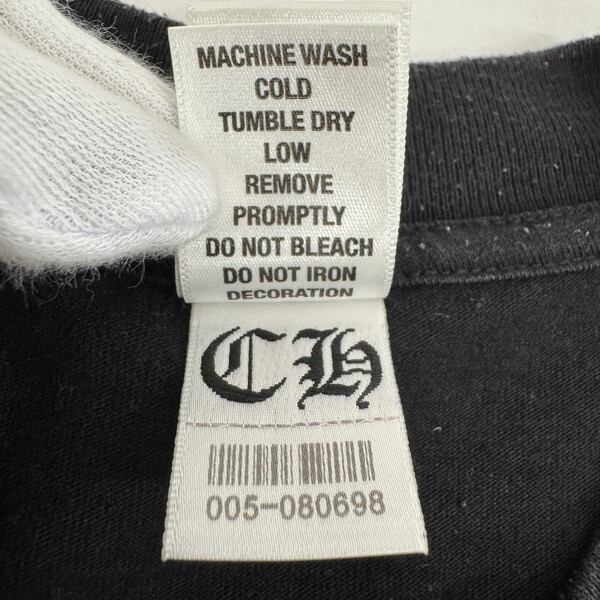 MACHINE WASH
COLD
TUMBLE DRY
LOW
REMOVE
PROMPTLY
DO NOT BLEACH
DO NOT IRON
DECORATION
CH
005-080698